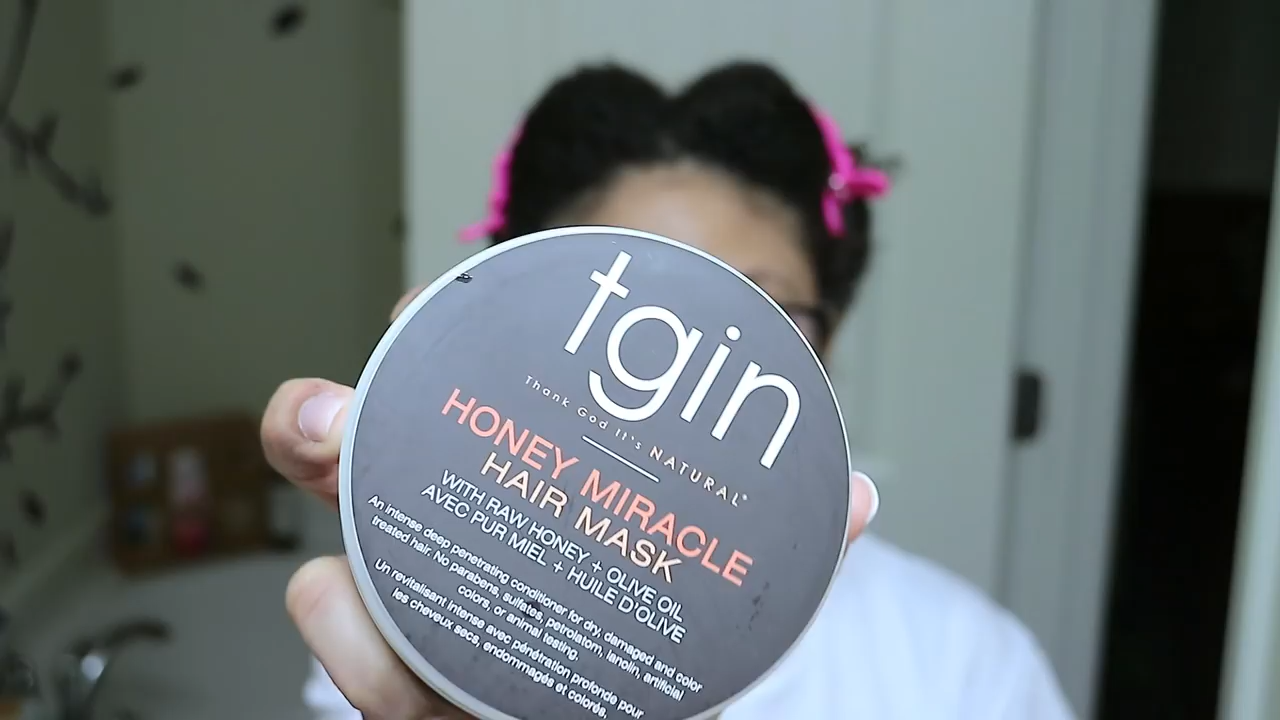 tgin
Thank God It's NATURAL®
HONEY MIRACLE
HAIR MASK
WITH RAW HONEY + OLIVE OIL
AVEC PUR MIEL + HUILE D'OLIVE
An intense deep penetrating conditioner for dry, damaged and color
treated hair. No parabens, sulfates, petrolatom, lanolin, artificial
colors, or animal testing.
Un revitalisant intense avec pénétration profonde pour
les cheveux secs, endommagés et colorés.